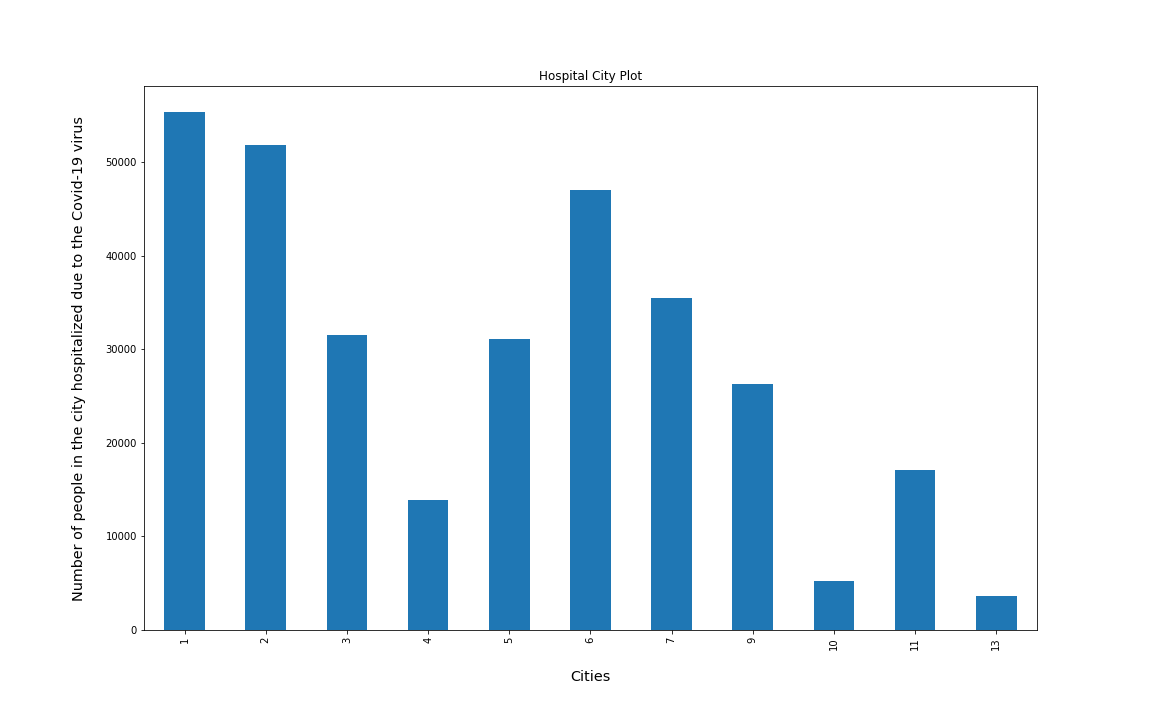 Hospital City Plot
Number of people in the city hospitalized due to the Covid-19 virus
50000
40000
30000
20000
10000
0
1 2 3 4 5 6 7 9 10 11 13
Cities